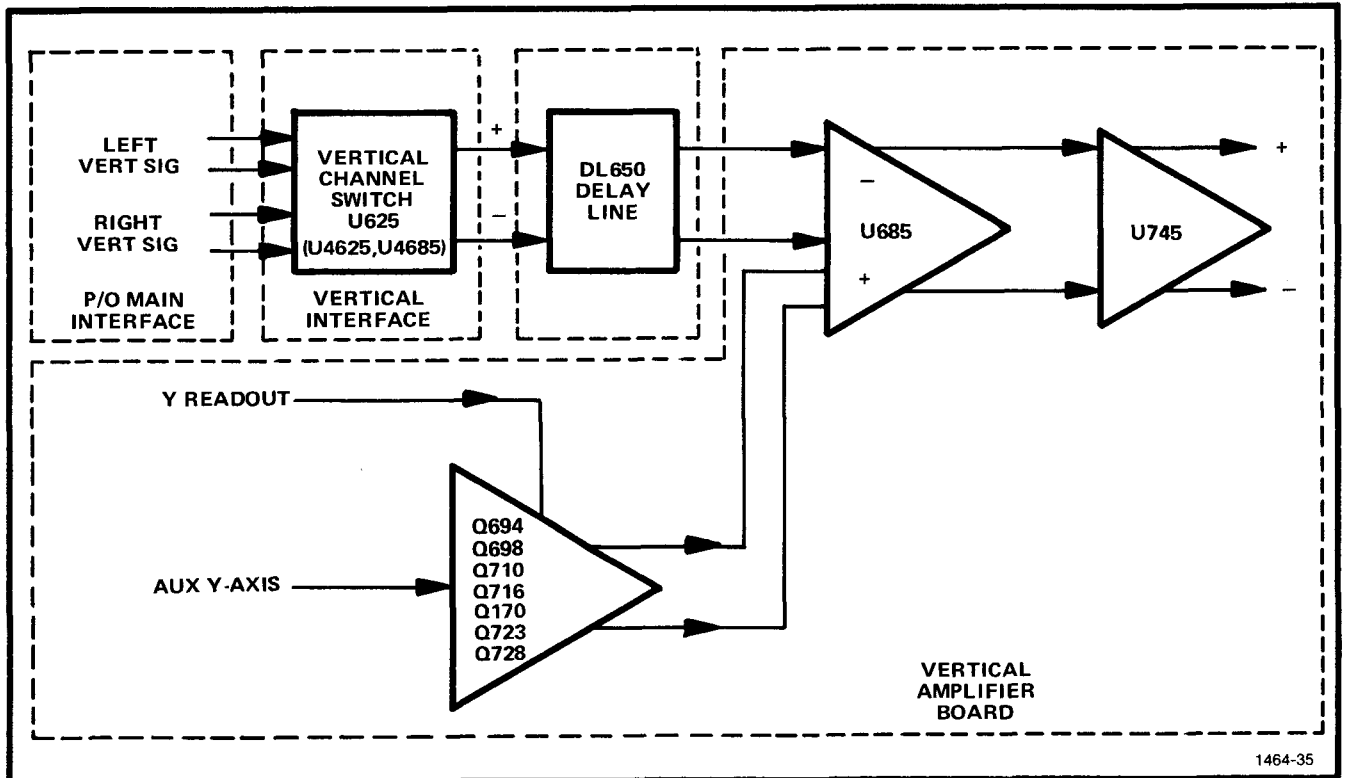 LEFT
VERT SIG
RIGHT
VERT SIG
P/O MAIN
INTERFACE
VERTICAL
CHANNEL
SWITCH
U625
(U4625,U4685)
VERTICAL
INTERFACE
+
−
DL650
DELAY
LINE
−
U685
+
U745
+
−
Y READOUT
AUX Y-AXIS
Q694
Q698
Q710
Q716
Q170
Q723
Q728
VERTICAL
AMPLIFIER
BOARD
1464-35